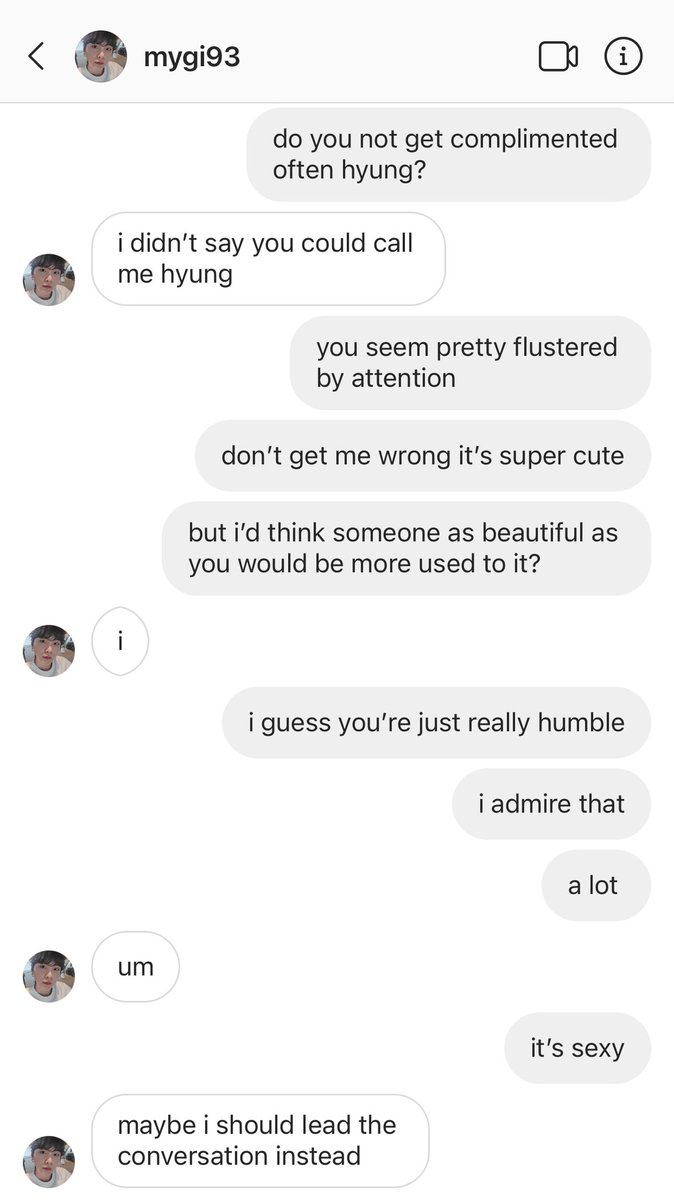 mygi93
do you not get complimented
often hyung?
i didn’t say you could call
me hyung
you seem pretty flustered
by attention
don’t get me wrong it’s super cute
but i’d think someone as beautiful as
you would be more used to it?
i
i guess you’re just really humble
i admire that
a lot
um
it’s sexy
maybe i should lead the
conversation instead